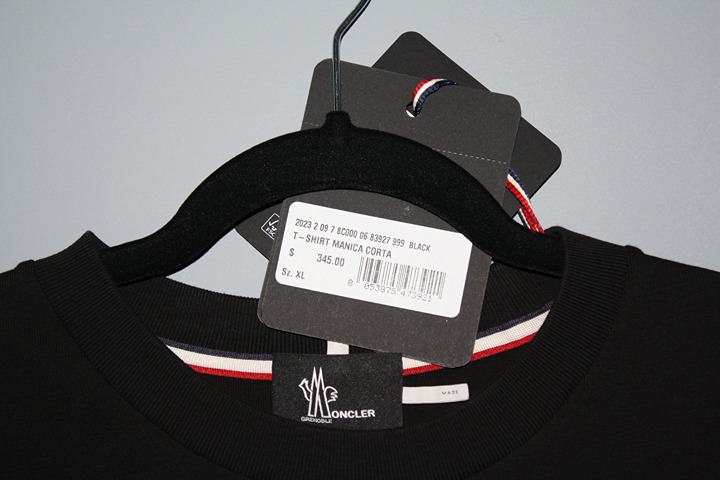 2023 2 09 7 8C000 06 83927 999 BLACK
T-SHIRT MANICA CORTA
$ 345.00
Sz. XL
8 053875 473921
MONCLER
GRENOBLE
MADE